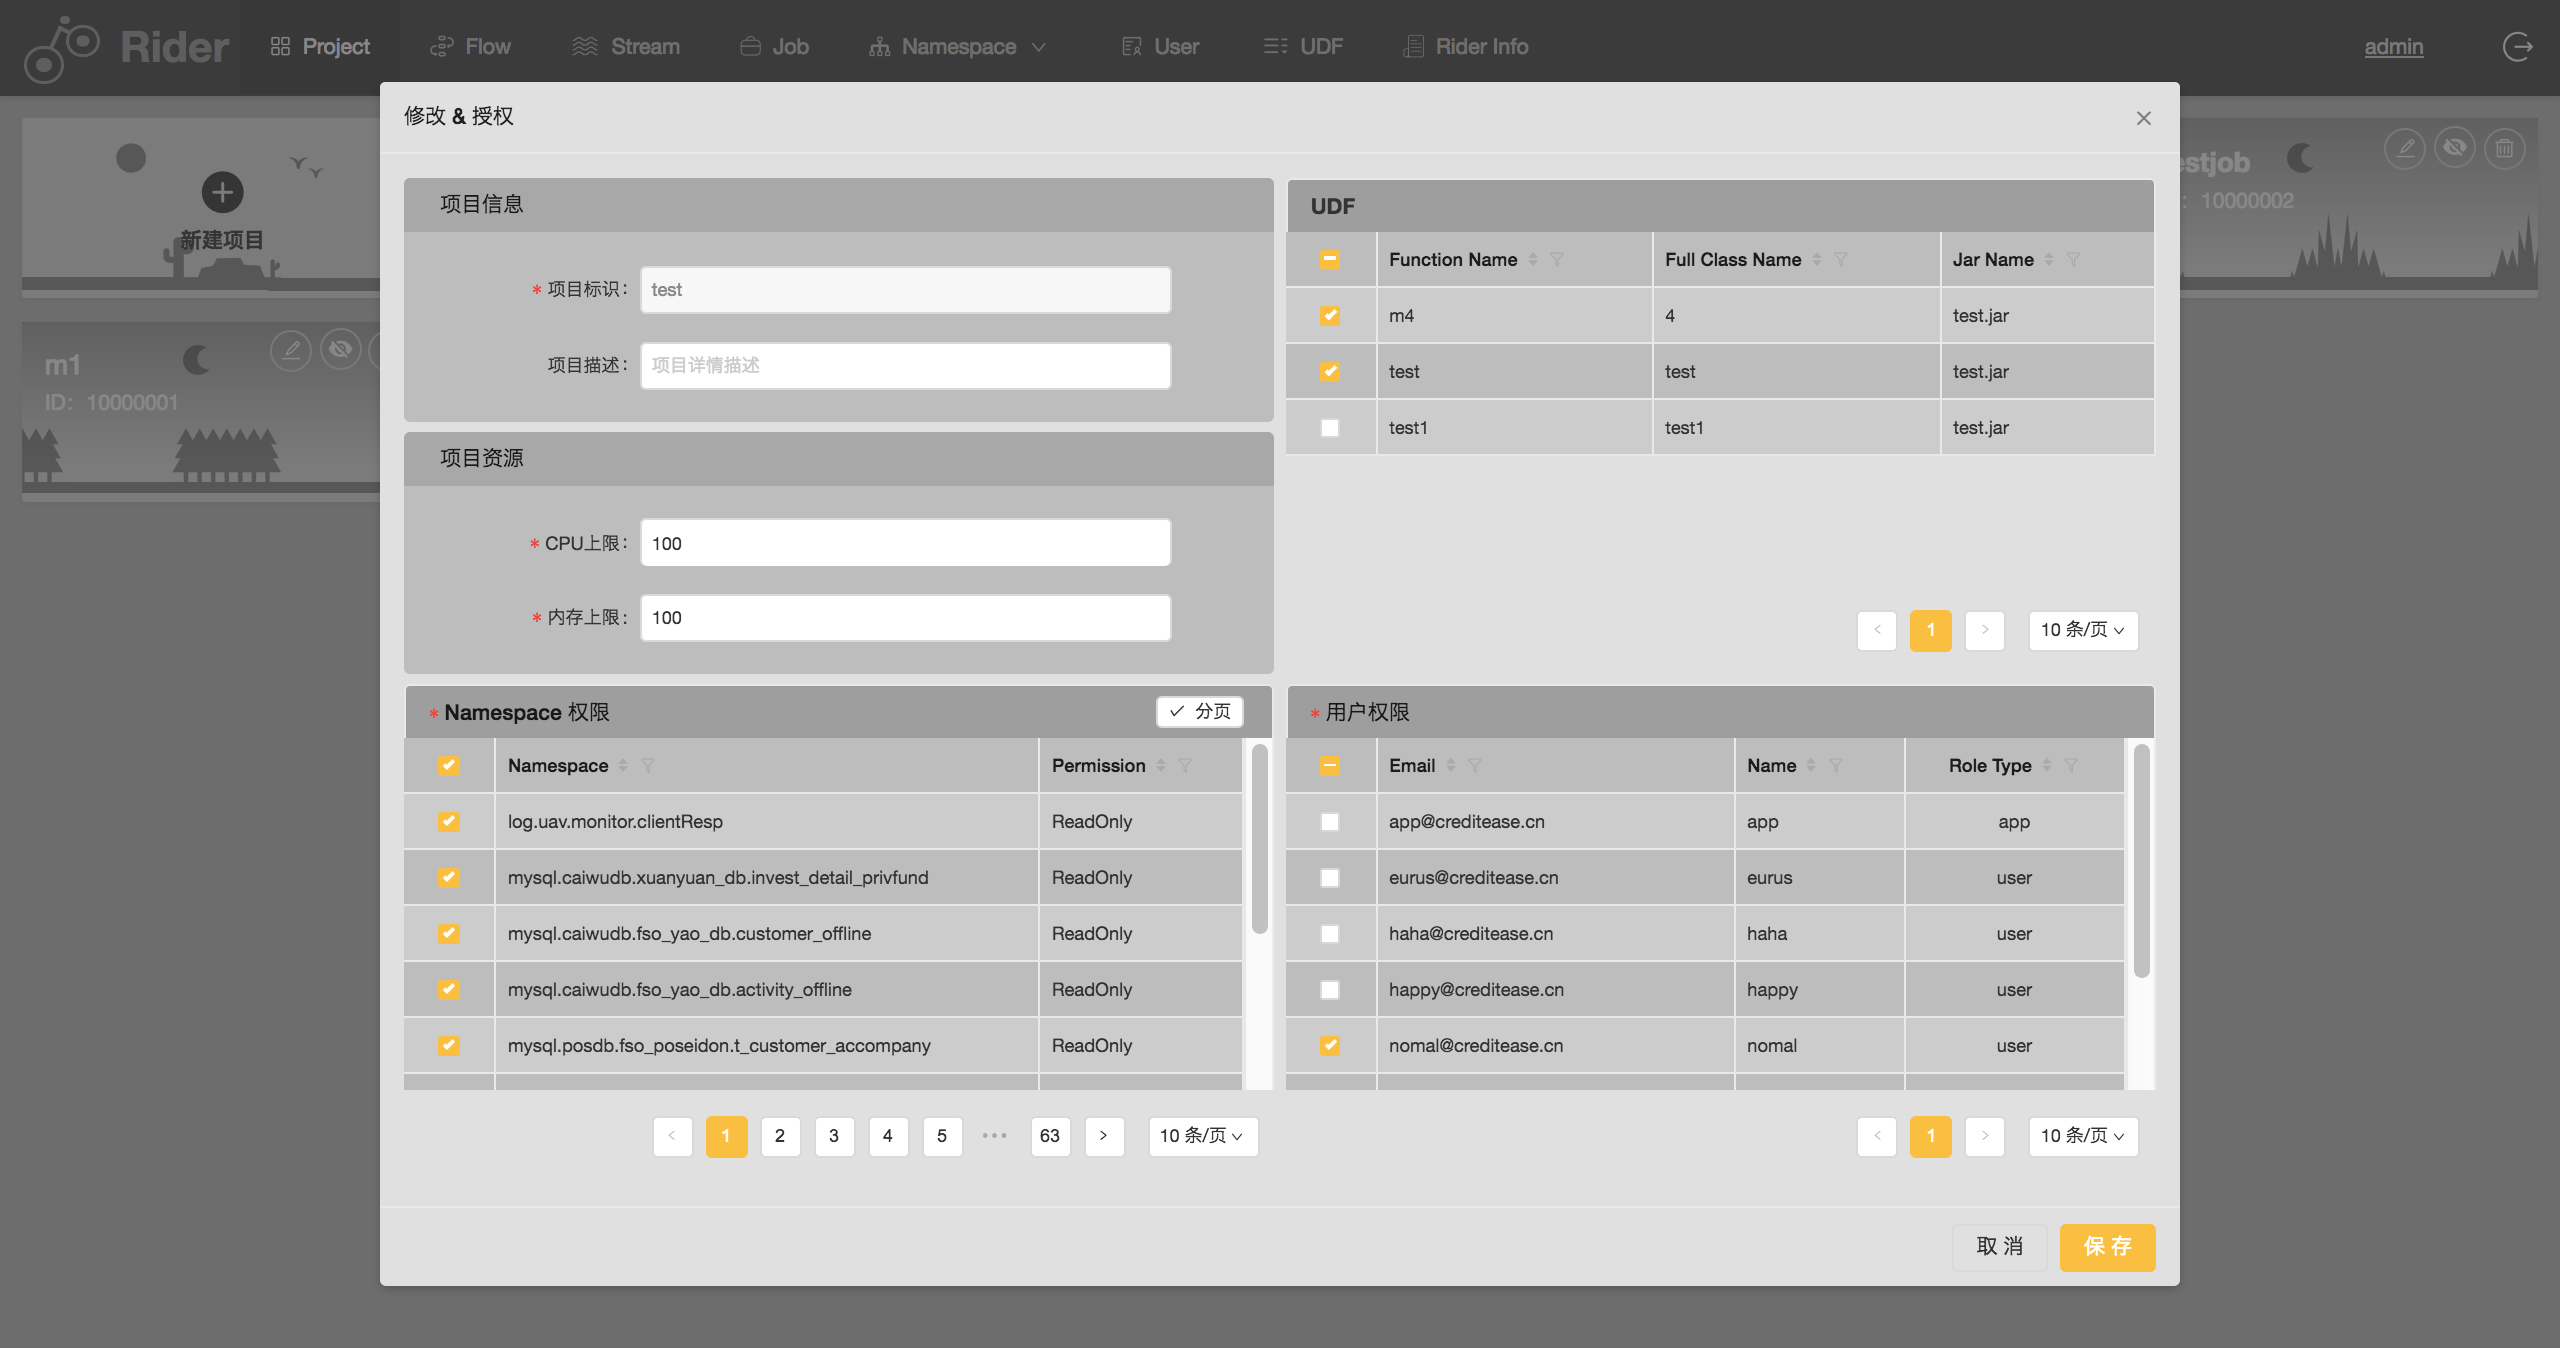 Rider Project Flow Stream Job Namespace User UDF Rider Info admin
修改 & 授权
新建项目
m1
ID: 10000001
estjob
: 10000002
项目信息
* 项目标识：test
项目描述：项目详情描述
项目资源
* CPU上限：100
* 内存上限：100
UDF
Function Name Full Class Name Jar Name
m4 4 test.jar
test test test.jar
test1 test1 test.jar
< 1 > 10 条/页
* Namespace 权限 分页
Namespace Permission
log.uav.monitor.clientResp ReadOnly
mysql.caiwudb.xuanyuan_db.invest_detail_privfund ReadOnly
mysql.caiwudb.fso_yao_db.customer_offline ReadOnly
mysql.caiwudb.fso_yao_db.activity_offline ReadOnly
mysql.posdb.fso_poseidon.t_customer_accompany ReadOnly
< 1 2 3 4 5 ••• 63 > 10 条/页
* 用户权限
Email Name Role Type
app@creditease.cn app app
eurus@creditease.cn eurus user
haha@creditease.cn haha user
happy@creditease.cn happy user
nomal@creditease.cn nomal user
< 1 > 10 条/页
取 消 保 存